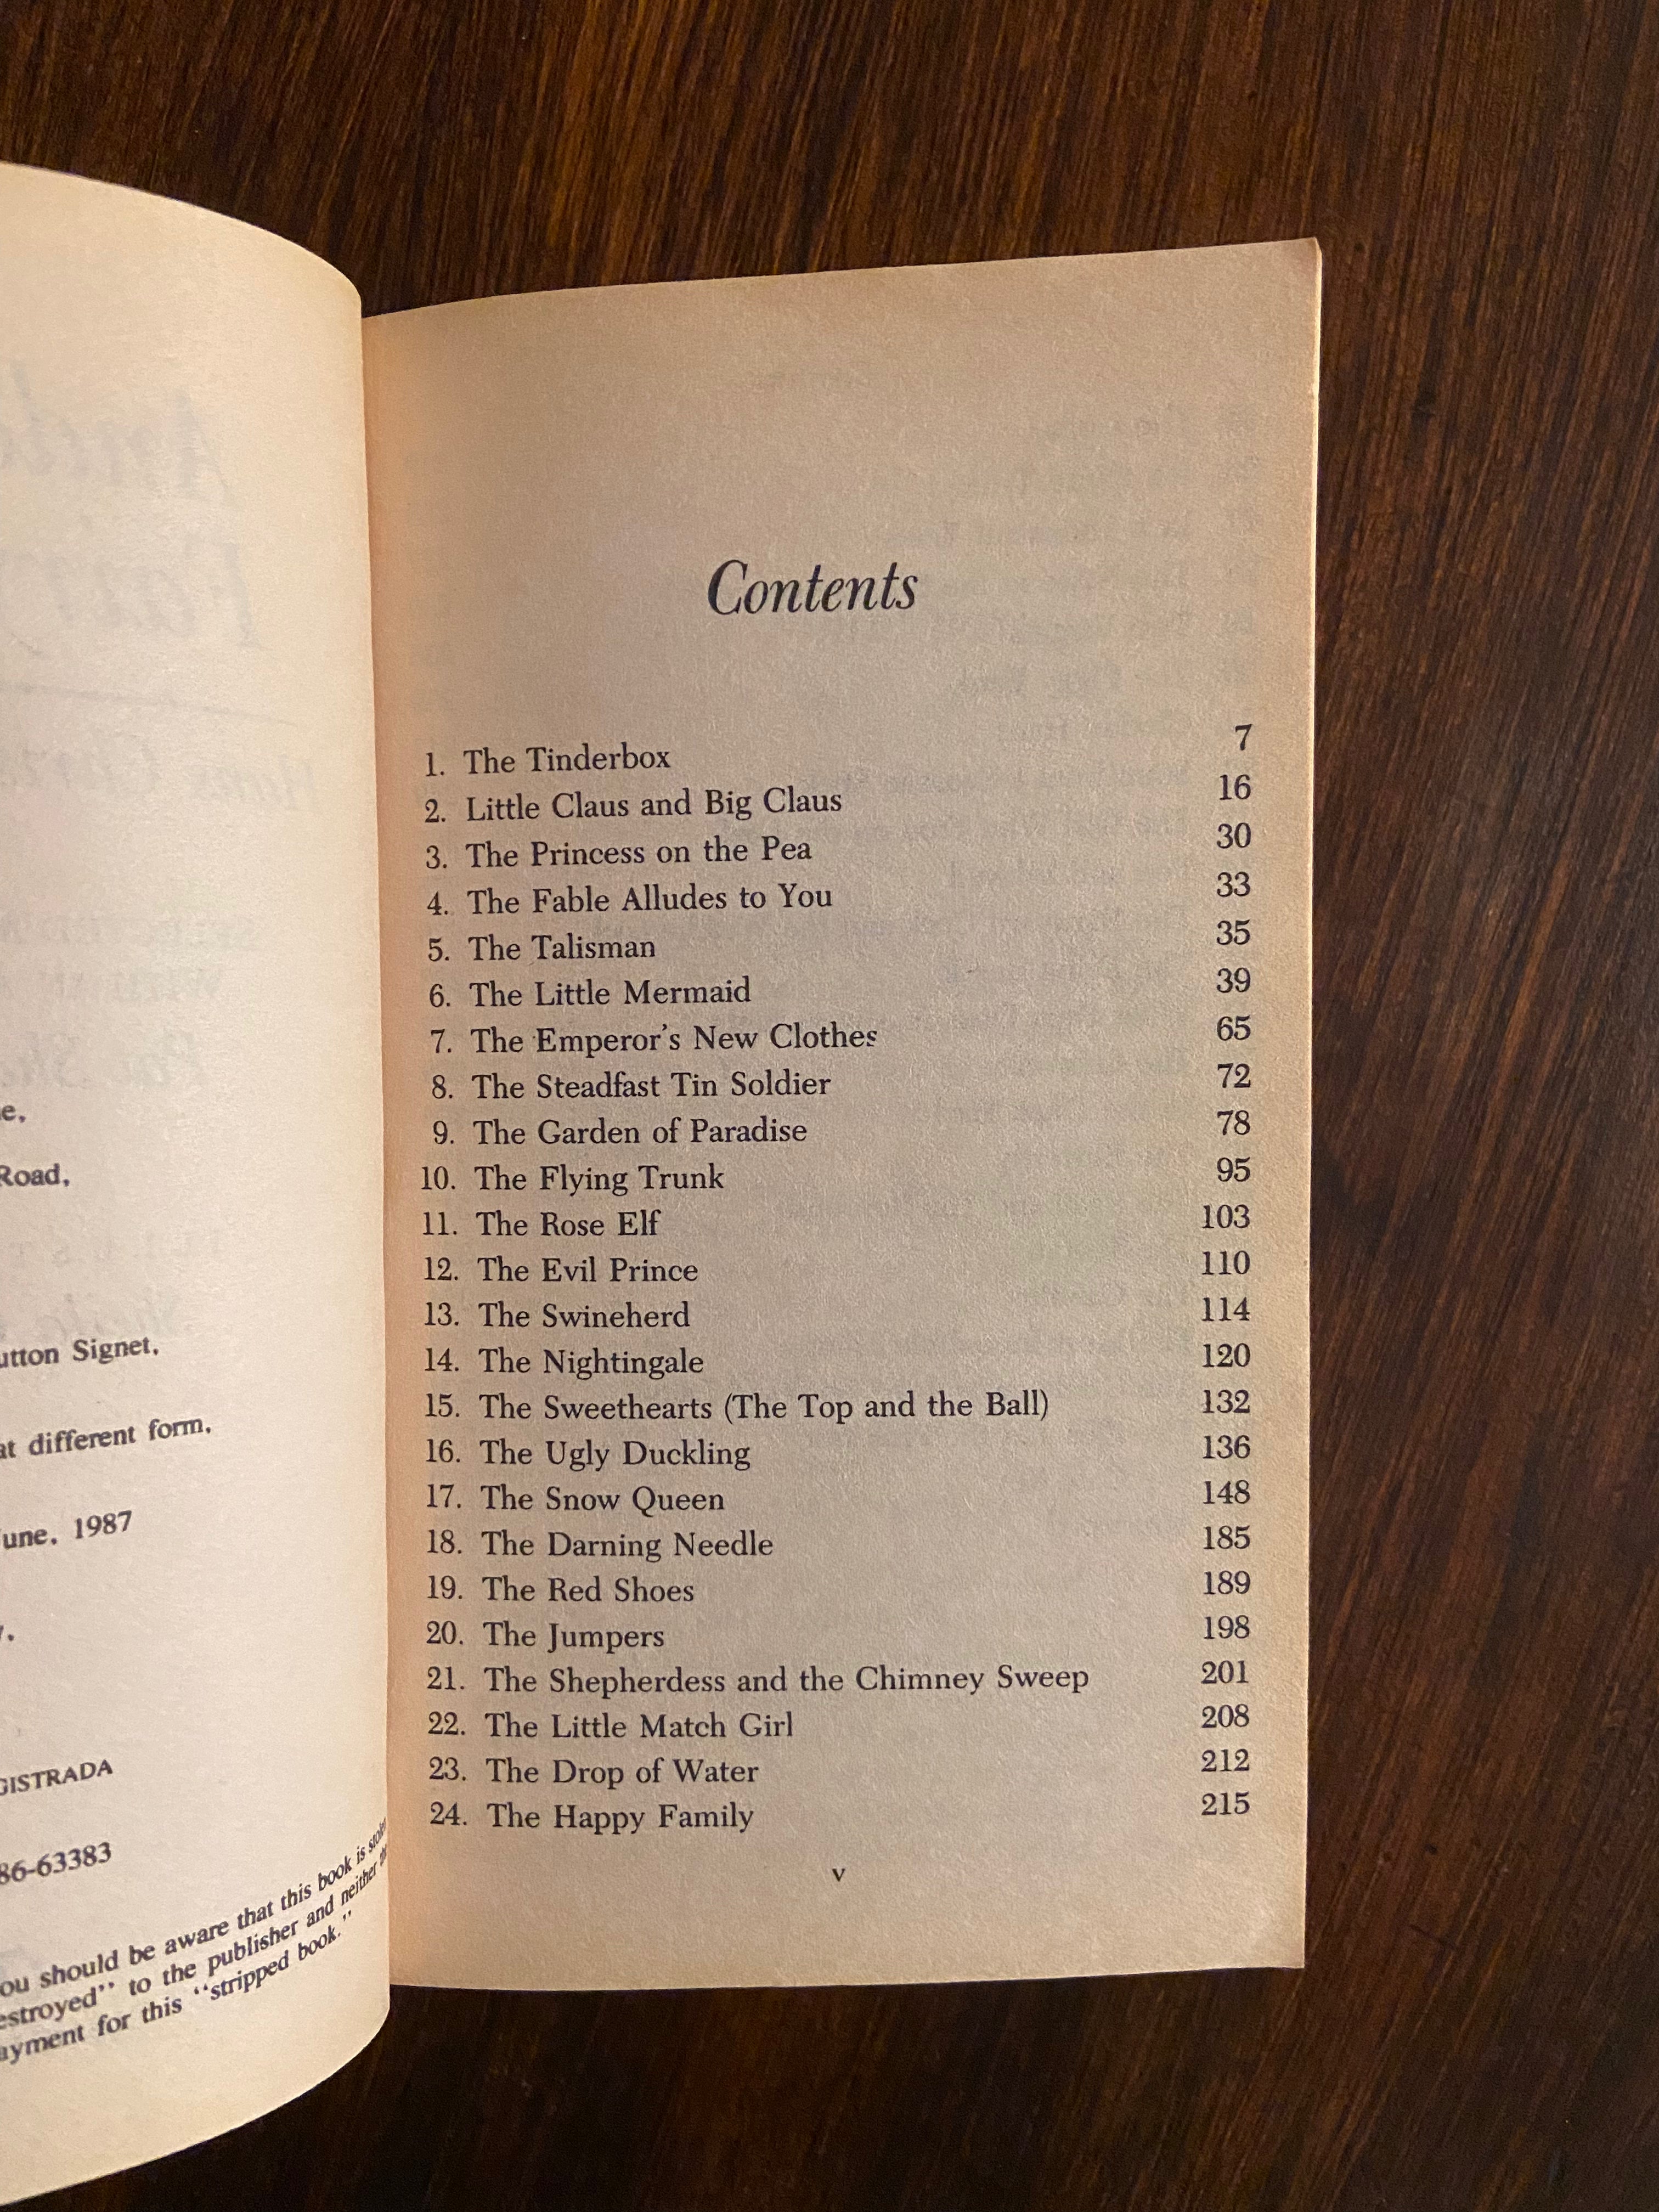 e,
Road,
utton Signet,
at different form,
une, 1987
GISTRADA
86-63383
ou should be aware that this book is stolen
estroyed" to the publisher and neither the
ayment for this "stripped book."
Contents
1. The Tinderbox 7
2. Little Claus and Big Claus 16
3. The Princess on the Pea 30
4. The Fable Alludes to You 33
5. The Talisman 35
6. The Little Mermaid 39
7. The Emperor's New Clothes 65
8. The Steadfast Tin Soldier 72
9. The Garden of Paradise 78
10. The Flying Trunk 95
11. The Rose Elf 103
12. The Evil Prince 110
13. The Swineherd 114
14. The Nightingale 120
15. The Sweethearts (The Top and the Ball) 132
16. The Ugly Duckling 136
17. The Snow Queen 148
18. The Darning Needle 185
19. The Red Shoes 189
20. The Jumpers 198
21. The Shepherdess and the Chimney Sweep 201
22. The Little Match Girl 208
23. The Drop of Water 212
24. The Happy Family 215
v